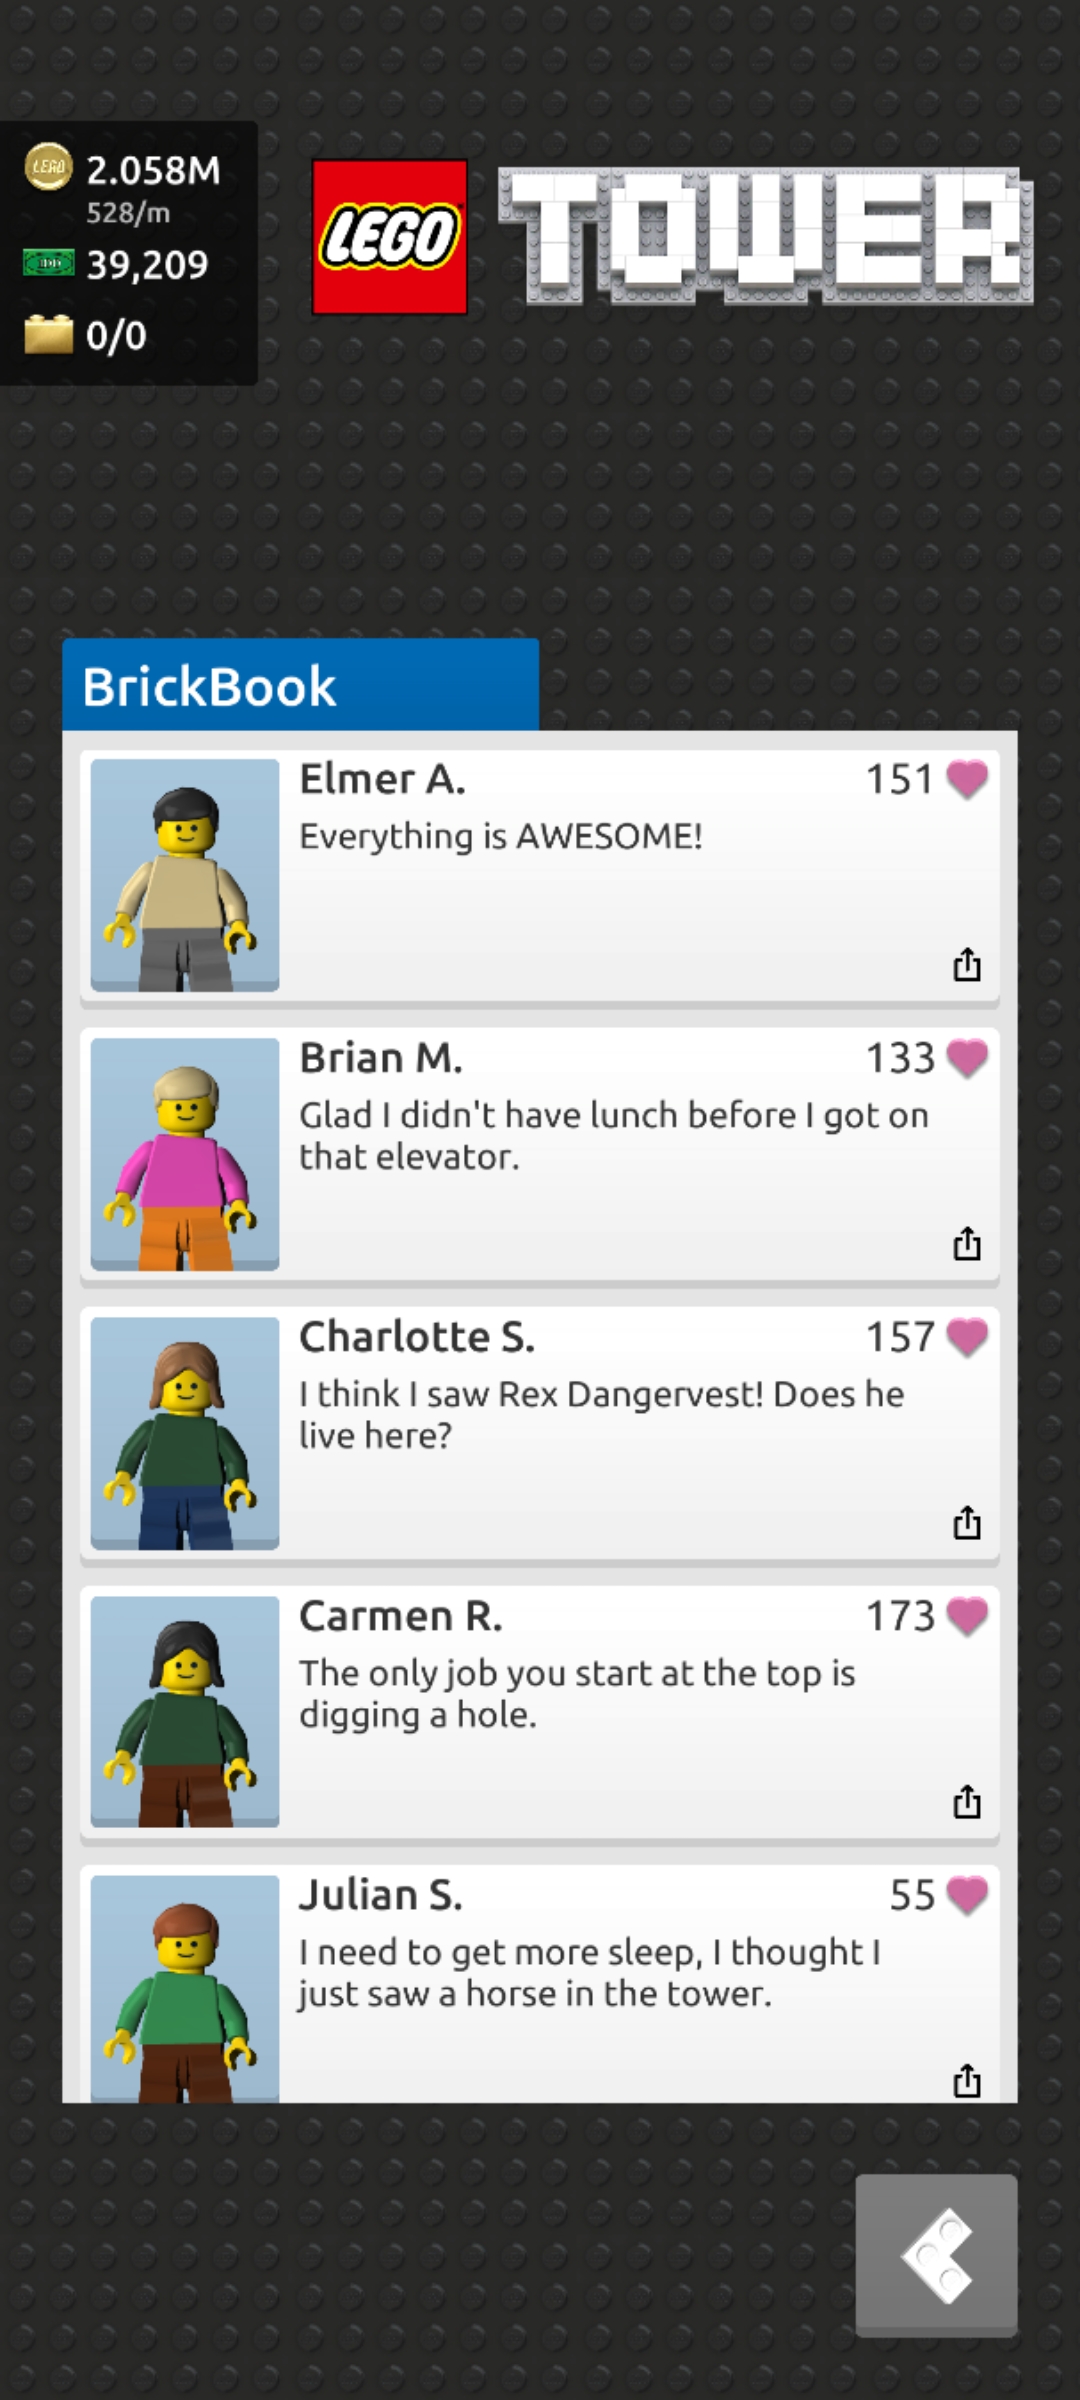 LEGO 2.058M
528/m
39,209
0/0
LEGO TOWER
BrickBook
Elmer A. 151
Everything is AWESOME!
Brian M. 133
Glad I didn't have lunch before I got on
that elevator.
Charlotte S. 157
I think I saw Rex Dangervest! Does he
live here?
Carmen R. 173
The only job you start at the top is
digging a hole.
Julian S. 55
I need to get more sleep, I thought I
just saw a horse in the tower.